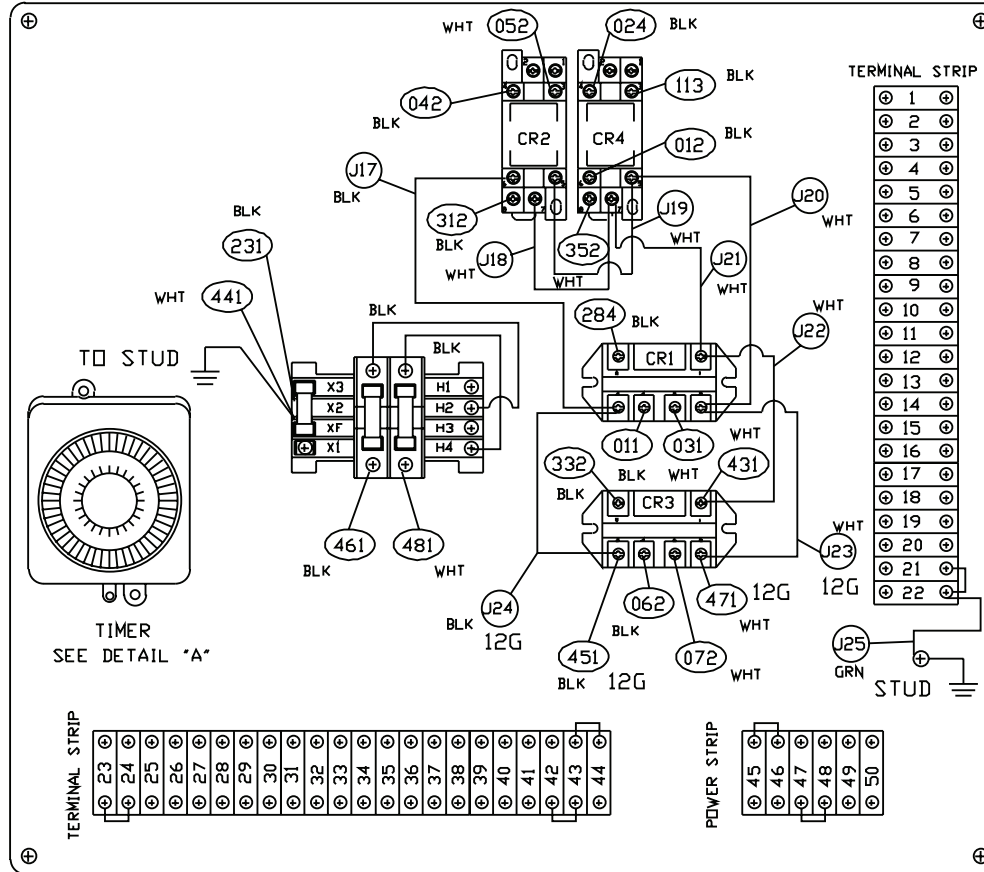 WHT 052 024 BLK
TERMINAL STRIP
042 BLK
113 BLK
CR2 CR4
012 BLK
J17 BLK
312 BLK
J18 WHT
352 WHT
J19 WHT
J20 WHT
J21 WHT
BLK
231
WHT 441
TO STUD
BLK
BLK
X3 H1
X2 H2
XF H3
X1 H4
284 BLK
CR1
J22 WHT
011 BLK
031 WHT
WHT
332 BLK
431
CR3
461 BLK
481 WHT
J24 BLK 12G
451 BLK 12G
062 BLK
072 WHT
471 12G
WHT
WHT
J23
12G
J25
GRN
STUD
TIMER
SEE DETAIL "A"
1
2
3
4
5
6
7
8
9
10
11
12
13
14
15
16
17
18
19
20
21
22
TERMINAL STRIP
23 24 25 26 27 28 29 30 31 32 33 34 35 36 37 38 39 40 41 42 43 44
POWER STRIP
45 46 47 48 49 50